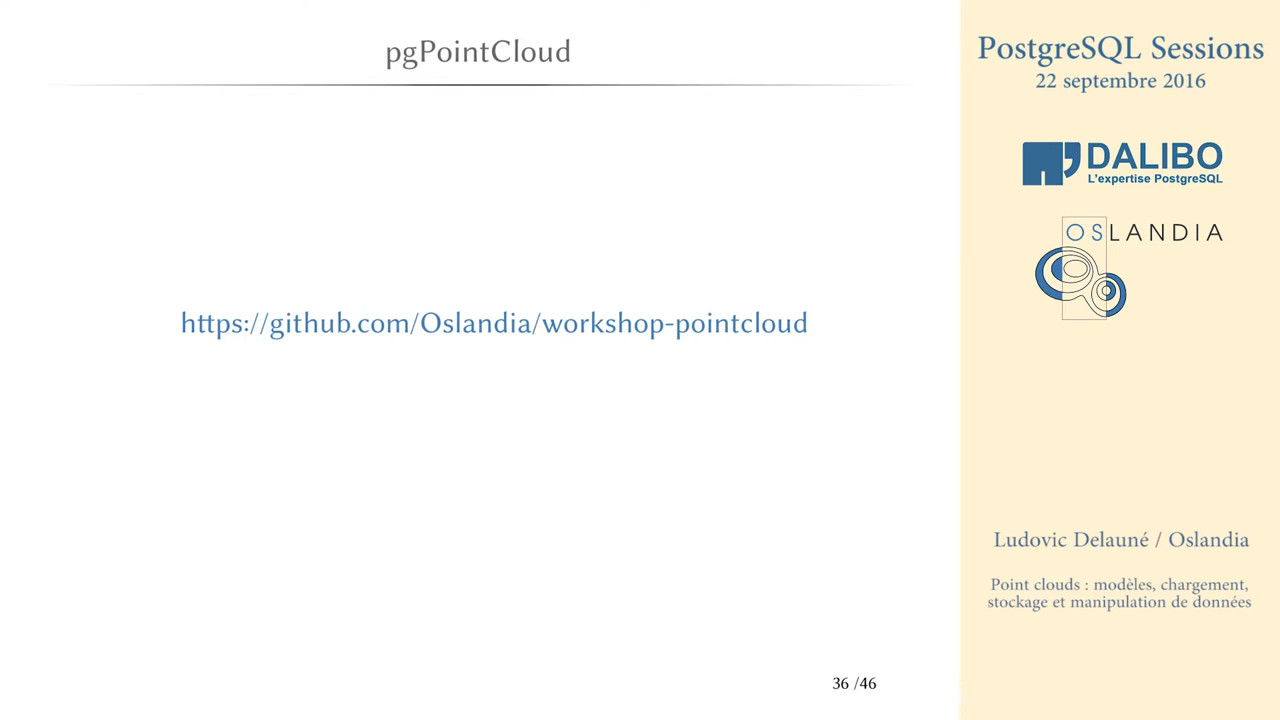 pgPointCloud
https://github.com/Oslandia/workshop-pointcloud
36 /46
PostgreSQL Sessions
22 septembre 2016
DALIBO
L'expertise PostgreSQL
OSLANDIA
Ludovic Delauné / Oslandia
Point clouds : modèles, chargement,
stockage et manipulation de données